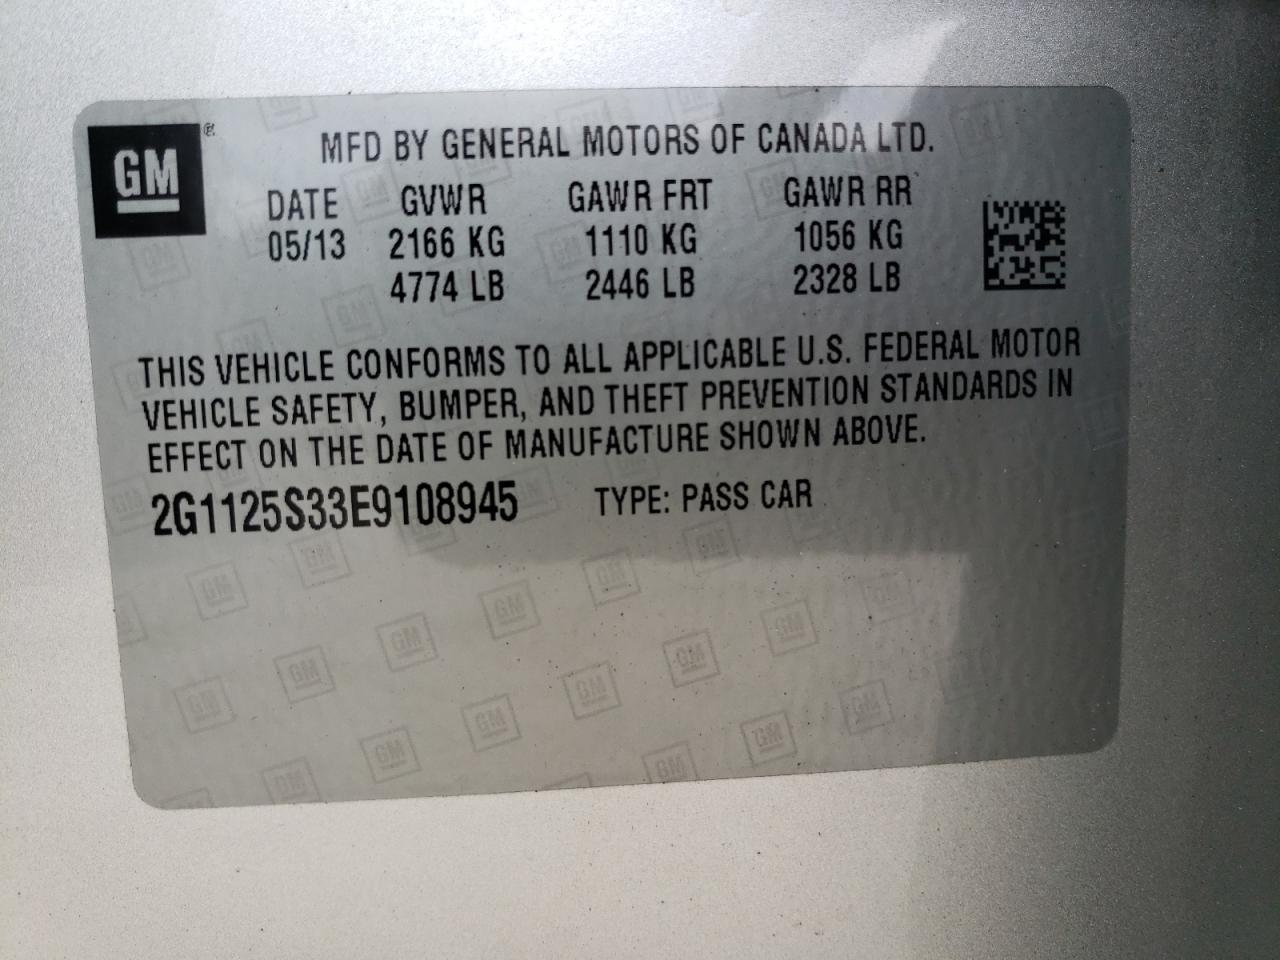 GM ®
MFD BY GENERAL MOTORS OF CANADA LTD.
DATE GVWR GAWR FRT GAWR RR
05/13 2166 KG 1110 KG 1056 KG
4774 LB 2446 LB 2328 LB
THIS VEHICLE CONFORMS TO ALL APPLICABLE U.S. FEDERAL MOTOR
VEHICLE SAFETY, BUMPER, AND THEFT PREVENTION STANDARDS IN
EFFECT ON THE DATE OF MANUFACTURE SHOWN ABOVE.
2G1125S33E9108945 TYPE: PASS CAR